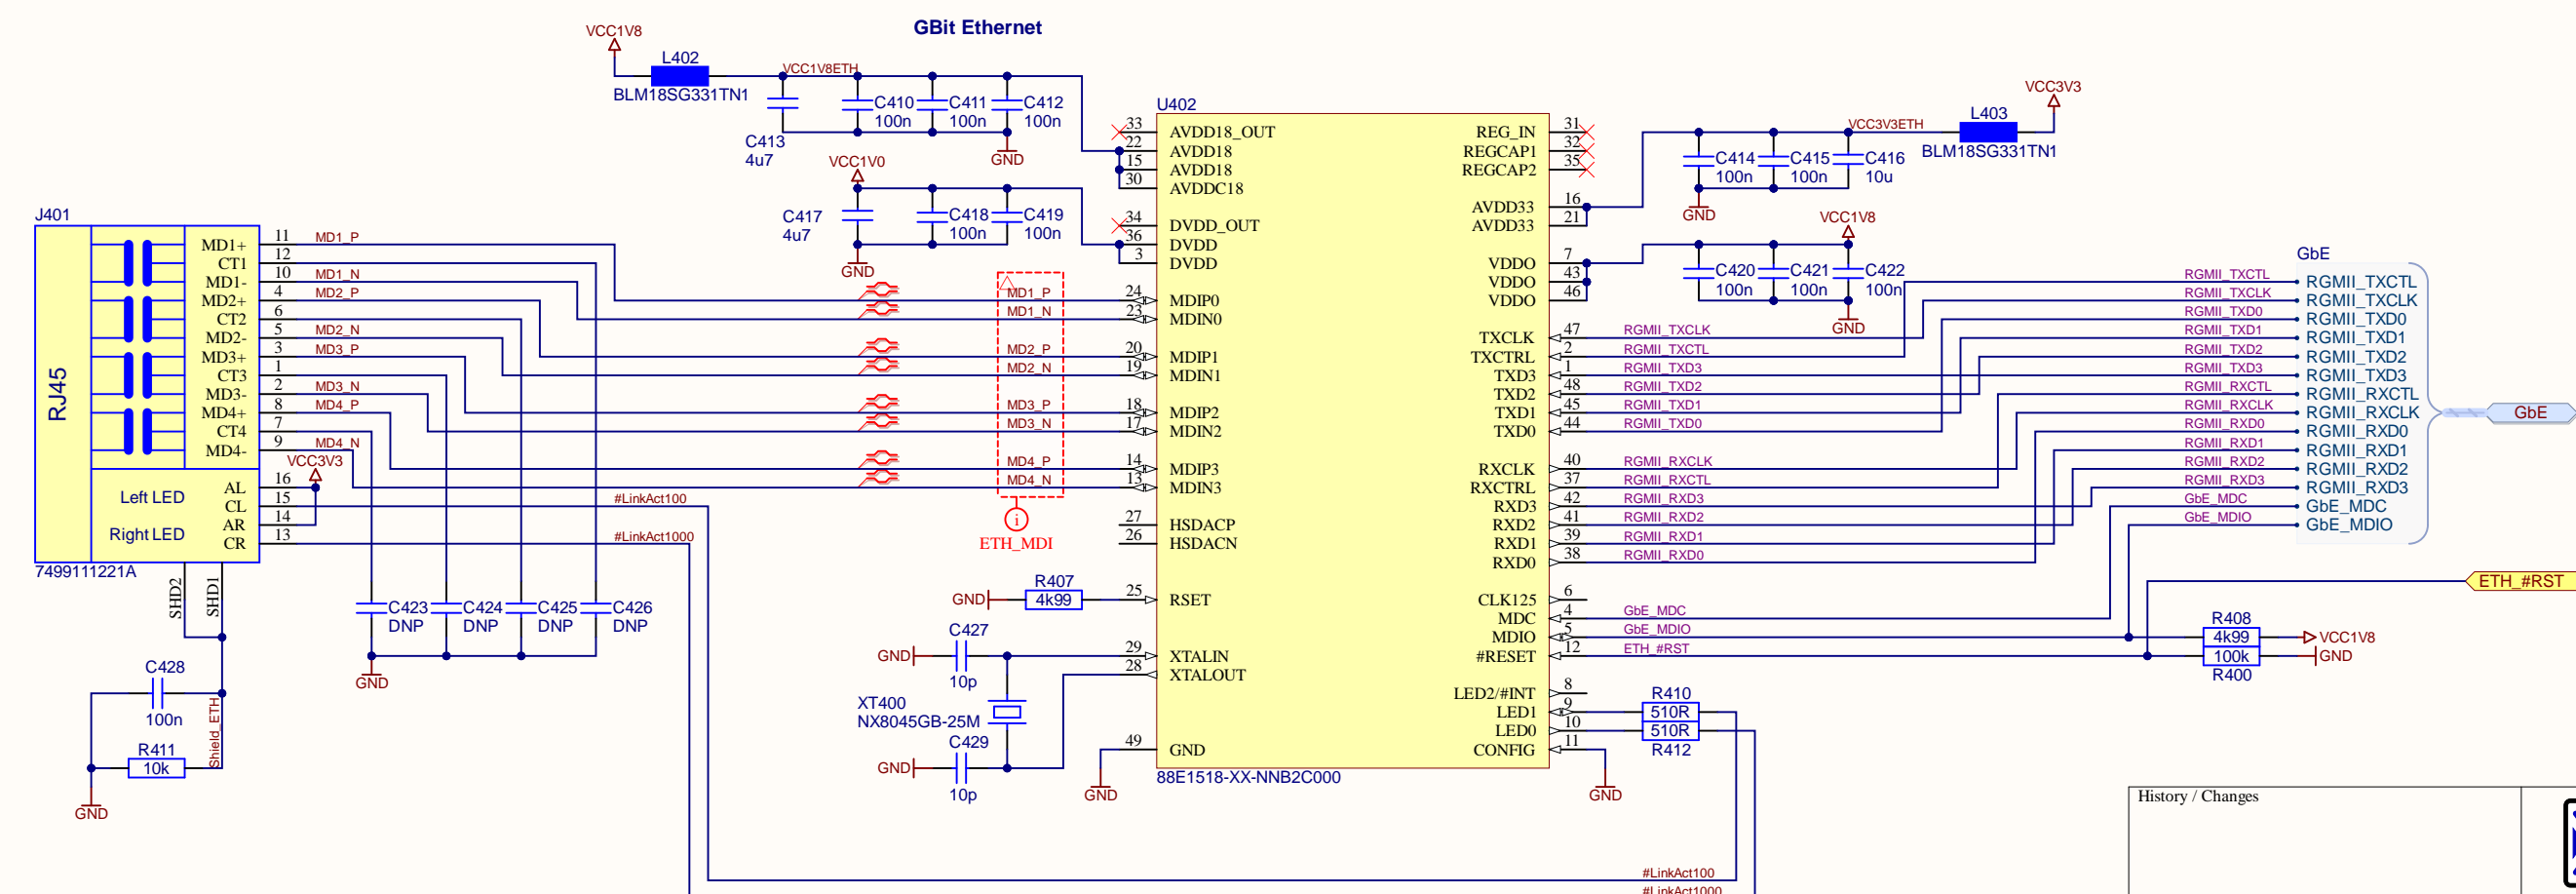 GBit Ethernet
VCC1V8
L402
BLM18SG331TN1
VCC1V8ETH
C413
4u7
C410
100n
C411
100n
C412
100n
GND
VCC1V0
C417
4u7
C418
100n
C419
100n
GND
J401
RJ45
MD1+ 11 MD1_P
CT1 12
MD1- 10 MD1_N
MD2+ 4 MD2_P
CT2 6
MD2- 5 MD2_N
MD3+ 3 MD3_P
CT3 1
MD3- 2 MD3_N
MD4+ 8 MD4_P
CT4 7
MD4- 9 MD4_N
VCC3V3
Left LED
AL 16
CL 15
#LinkAct100
Right LED
AR 14
CR 13
#LinkAct1000
7499111221A
SHD2
SHD1
C428
100n
Shield_ETH
R411
10k
GND
C423
DNP
C424
DNP
C425
DNP
C426
DNP
GND
MD1_P
MD1_N
MD2_P
MD2_N
MD3_P
MD3_N
MD4_P
MD4_N
i
ETH_MDI
GND
R407
4k99
C427
GND
10p
XT400
NX8045GB-25M
C429
GND
10p
U402
33 AVDD18_OUT
22 AVDD18
15 AVDD18
30 AVDDC18
34 DVDD_OUT
36 DVDD
3 DVDD
24 MDIP0
23 MDIN0
20 MDIP1
19 MDIN1
18 MDIP2
17 MDIN2
14 MDIP3
13 MDIN3
27 HSDACP
26 HSDACN
25 RSET
29 XTALIN
28 XTALOUT
49 GND
GND
88E1518-XX-NNB2C000
REG_IN 31
REGCAP1 32
REGCAP2 35
AVDD33 16
AVDD33 21
VDDO 7
VDDO 43
VDDO 46
TXCLK 47 RGMII_TXCLK
TXCTRL 2 RGMII_TXCTL
TXD3 1 RGMII_TXD3
TXD2 48 RGMII_TXD2
TXD1 45 RGMII_TXD1
TXD0 44 RGMII_TXD0
RXCLK 40 RGMII_RXCLK
RXCTRL 37 RGMII_RXCTL
RXD3 42 RGMII_RXD3
RXD2 41 RGMII_RXD2
RXD1 39 RGMII_RXD1
RXD0 38 RGMII_RXD0
CLK125 6
MDC 4 GbE_MDC
MDIO 5 GbE_MDIO
#RESET 12 ETH_#RST
LED2/#INT 8
LED1 9
LED0 10
CONFIG 11
GND
R410
510R
510R
R412
#LinkAct100
#LinkAct1000
VCC3V3
L403
BLM18SG331TN1
VCC3V3ETH
C414
100n
C415
100n
C416
10u
GND
VCC1V8
C420
100n
C421
100n
C422
100n
GND
GbE
RGMII_TXCTL RGMII_TXCTL
RGMII_TXCLK RGMII_TXCLK
RGMII_TXD0 RGMII_TXD0
RGMII_TXD1 RGMII_TXD1
RGMII_TXD2 RGMII_TXD2
RGMII_TXD3 RGMII_TXD3
RGMII_RXCTL RGMII_RXCTL
RGMII_RXCLK RGMII_RXCLK
RGMII_RXD0 RGMII_RXD0
RGMII_RXD1 RGMII_RXD1
RGMII_RXD2 RGMII_RXD2
RGMII_RXD3 RGMII_RXD3
GbE_MDC GbE_MDC
GbE_MDIO GbE_MDIO
GbE
ETH_#RST
R408
4k99 VCC1V8
100k GND
R400
History / Changes